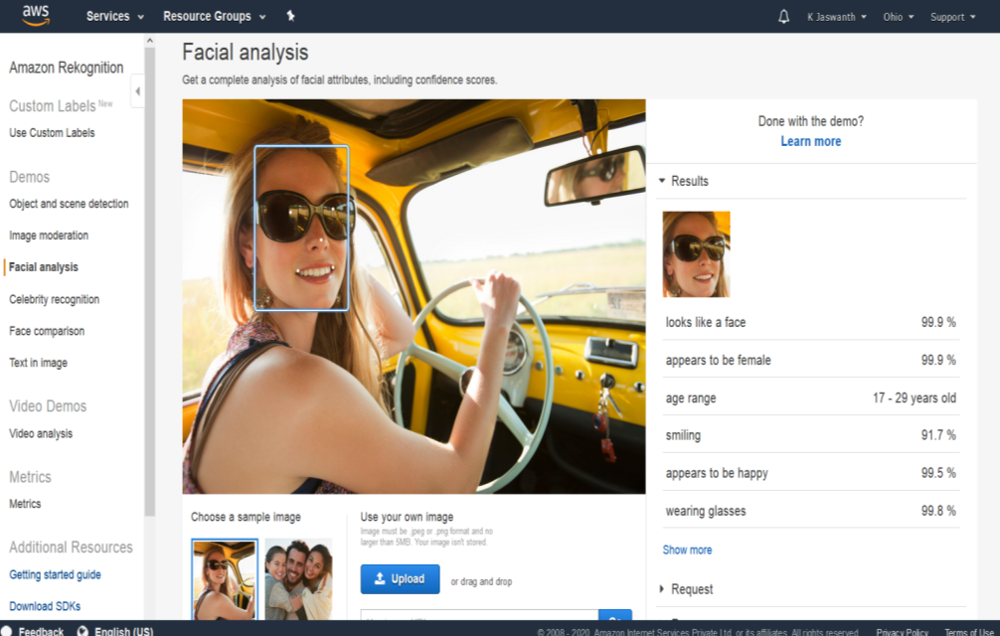 aws
Services
Resource Groups
K Jaswanth
Ohio
Support
Amazon Rekognition
Custom Labels New
Use Custom Labels
Demos
Object and scene detection
Image moderation
Facial analysis
Celebrity recognition
Face comparison
Text in image
Video Demos
Video analysis
Metrics
Metrics
Additional Resources
Getting started guide
Download SDKs
Facial analysis
Get a complete analysis of facial attributes, including confidence scores.
Choose a sample image
Use your own image
Image must be .jpeg or .png format and no
larger than 5MB. Your image isn't stored.
Upload
or drag and drop
Done with the demo?
Learn more
Results
looks like a face 99.9 %
appears to be female 99.9 %
age range 17 - 29 years old
smiling 91.7 %
appears to be happy 99.5 %
wearing glasses 99.8 %
Show more
Request
Feedback
English (US)
© 2008 - 2020, Amazon Internet Services Private Ltd. or its affiliates. All rights reserved.
Privacy Policy
Terms of Use